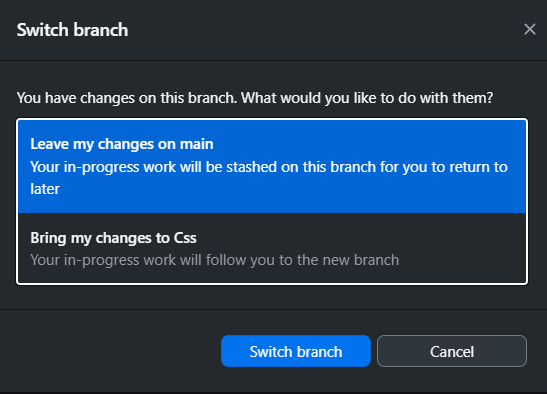 Switch branch
You have changes on this branch. What would you like to do with them?
Leave my changes on main
Your in-progress work will be stashed on this branch for you to return to
later
Bring my changes to Css
Your in-progress work will follow you to the new branch
Switch branch
Cancel